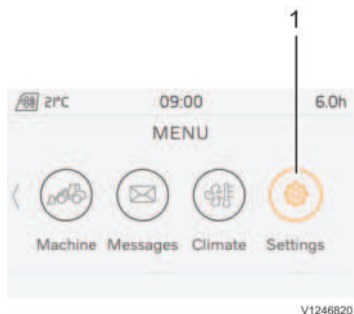 1
21°C 09:00 6.0h
MENU
Machine Messages Climate Settings
V1246820